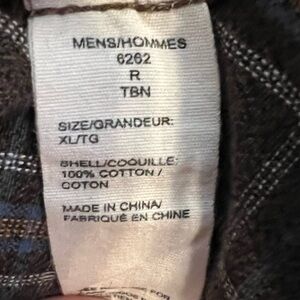 MENS/HOMMES
6262
R
TBN
SIZE/GRANDEUR:
XL/TG
SHELL/COQUILLE:
100% COTTON/
COTON
MADE IN CHINA/
FABRIQUÉ EN CHINE
FOR